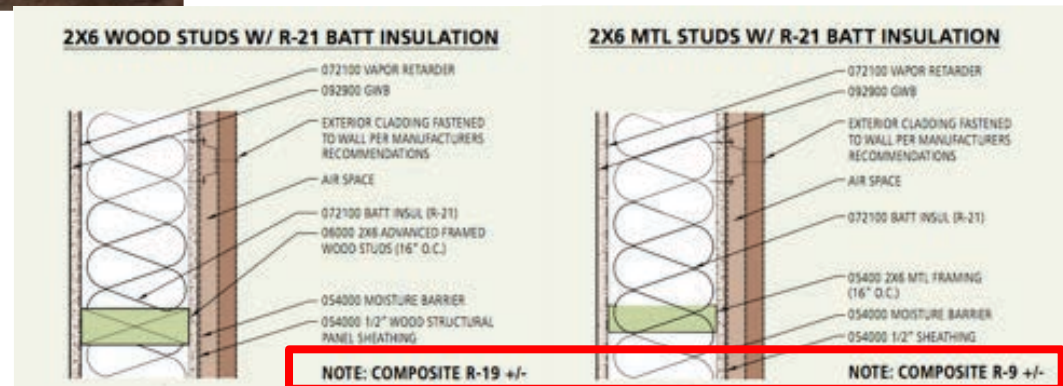 2X6 WOOD STUDS W/ R-21 BATT INSULATION
072100 VAPOR RETARDER
092900 GWB
EXTERIOR CLADDING FASTENED
TO WALL PER MANUFACTURERS
RECOMMENDATIONS
AIR SPACE
072100 BATT INSUL (R-21)
06000 2X6 ADVANCED FRAMED
WOOD STUDS (16" O.C.)
054000 MOISTURE BARRIER
054000 1/2" WOOD STRUCTURAL
PANEL SHEATHING
NOTE: COMPOSITE R-19 +/-
2X6 MTL STUDS W/ R-21 BATT INSULATION
072100 VAPOR RETARDER
092900 GWB
EXTERIOR CLADDING FASTENED
TO WALL PER MANUFACTURERS
RECOMMENDATIONS
AIR SPACE
072100 BATT INSUL (R-21)
05400 2X6 MTL FRAMING
(16" O.C.)
054000 MOISTURE BARRIER
054000 1/2" SHEATHING
NOTE: COMPOSITE R-9 +/-